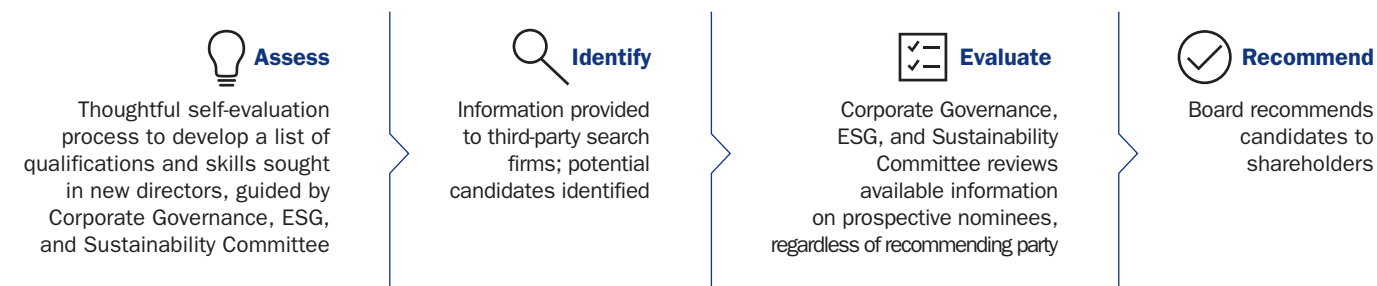 Assess
Thoughtful self-evaluation
process to develop a list of
qualifications and skills sought
in new directors, guided by
Corporate Governance, ESG,
and Sustainability Committee
Identify
Information provided
to third-party search
firms; potential
candidates identified
Evaluate
Corporate Governance,
ESG, and Sustainability
Committee reviews
available information
on prospective nominees,
regardless of recommending party
Recommend
Board recommends
candidates to
shareholders